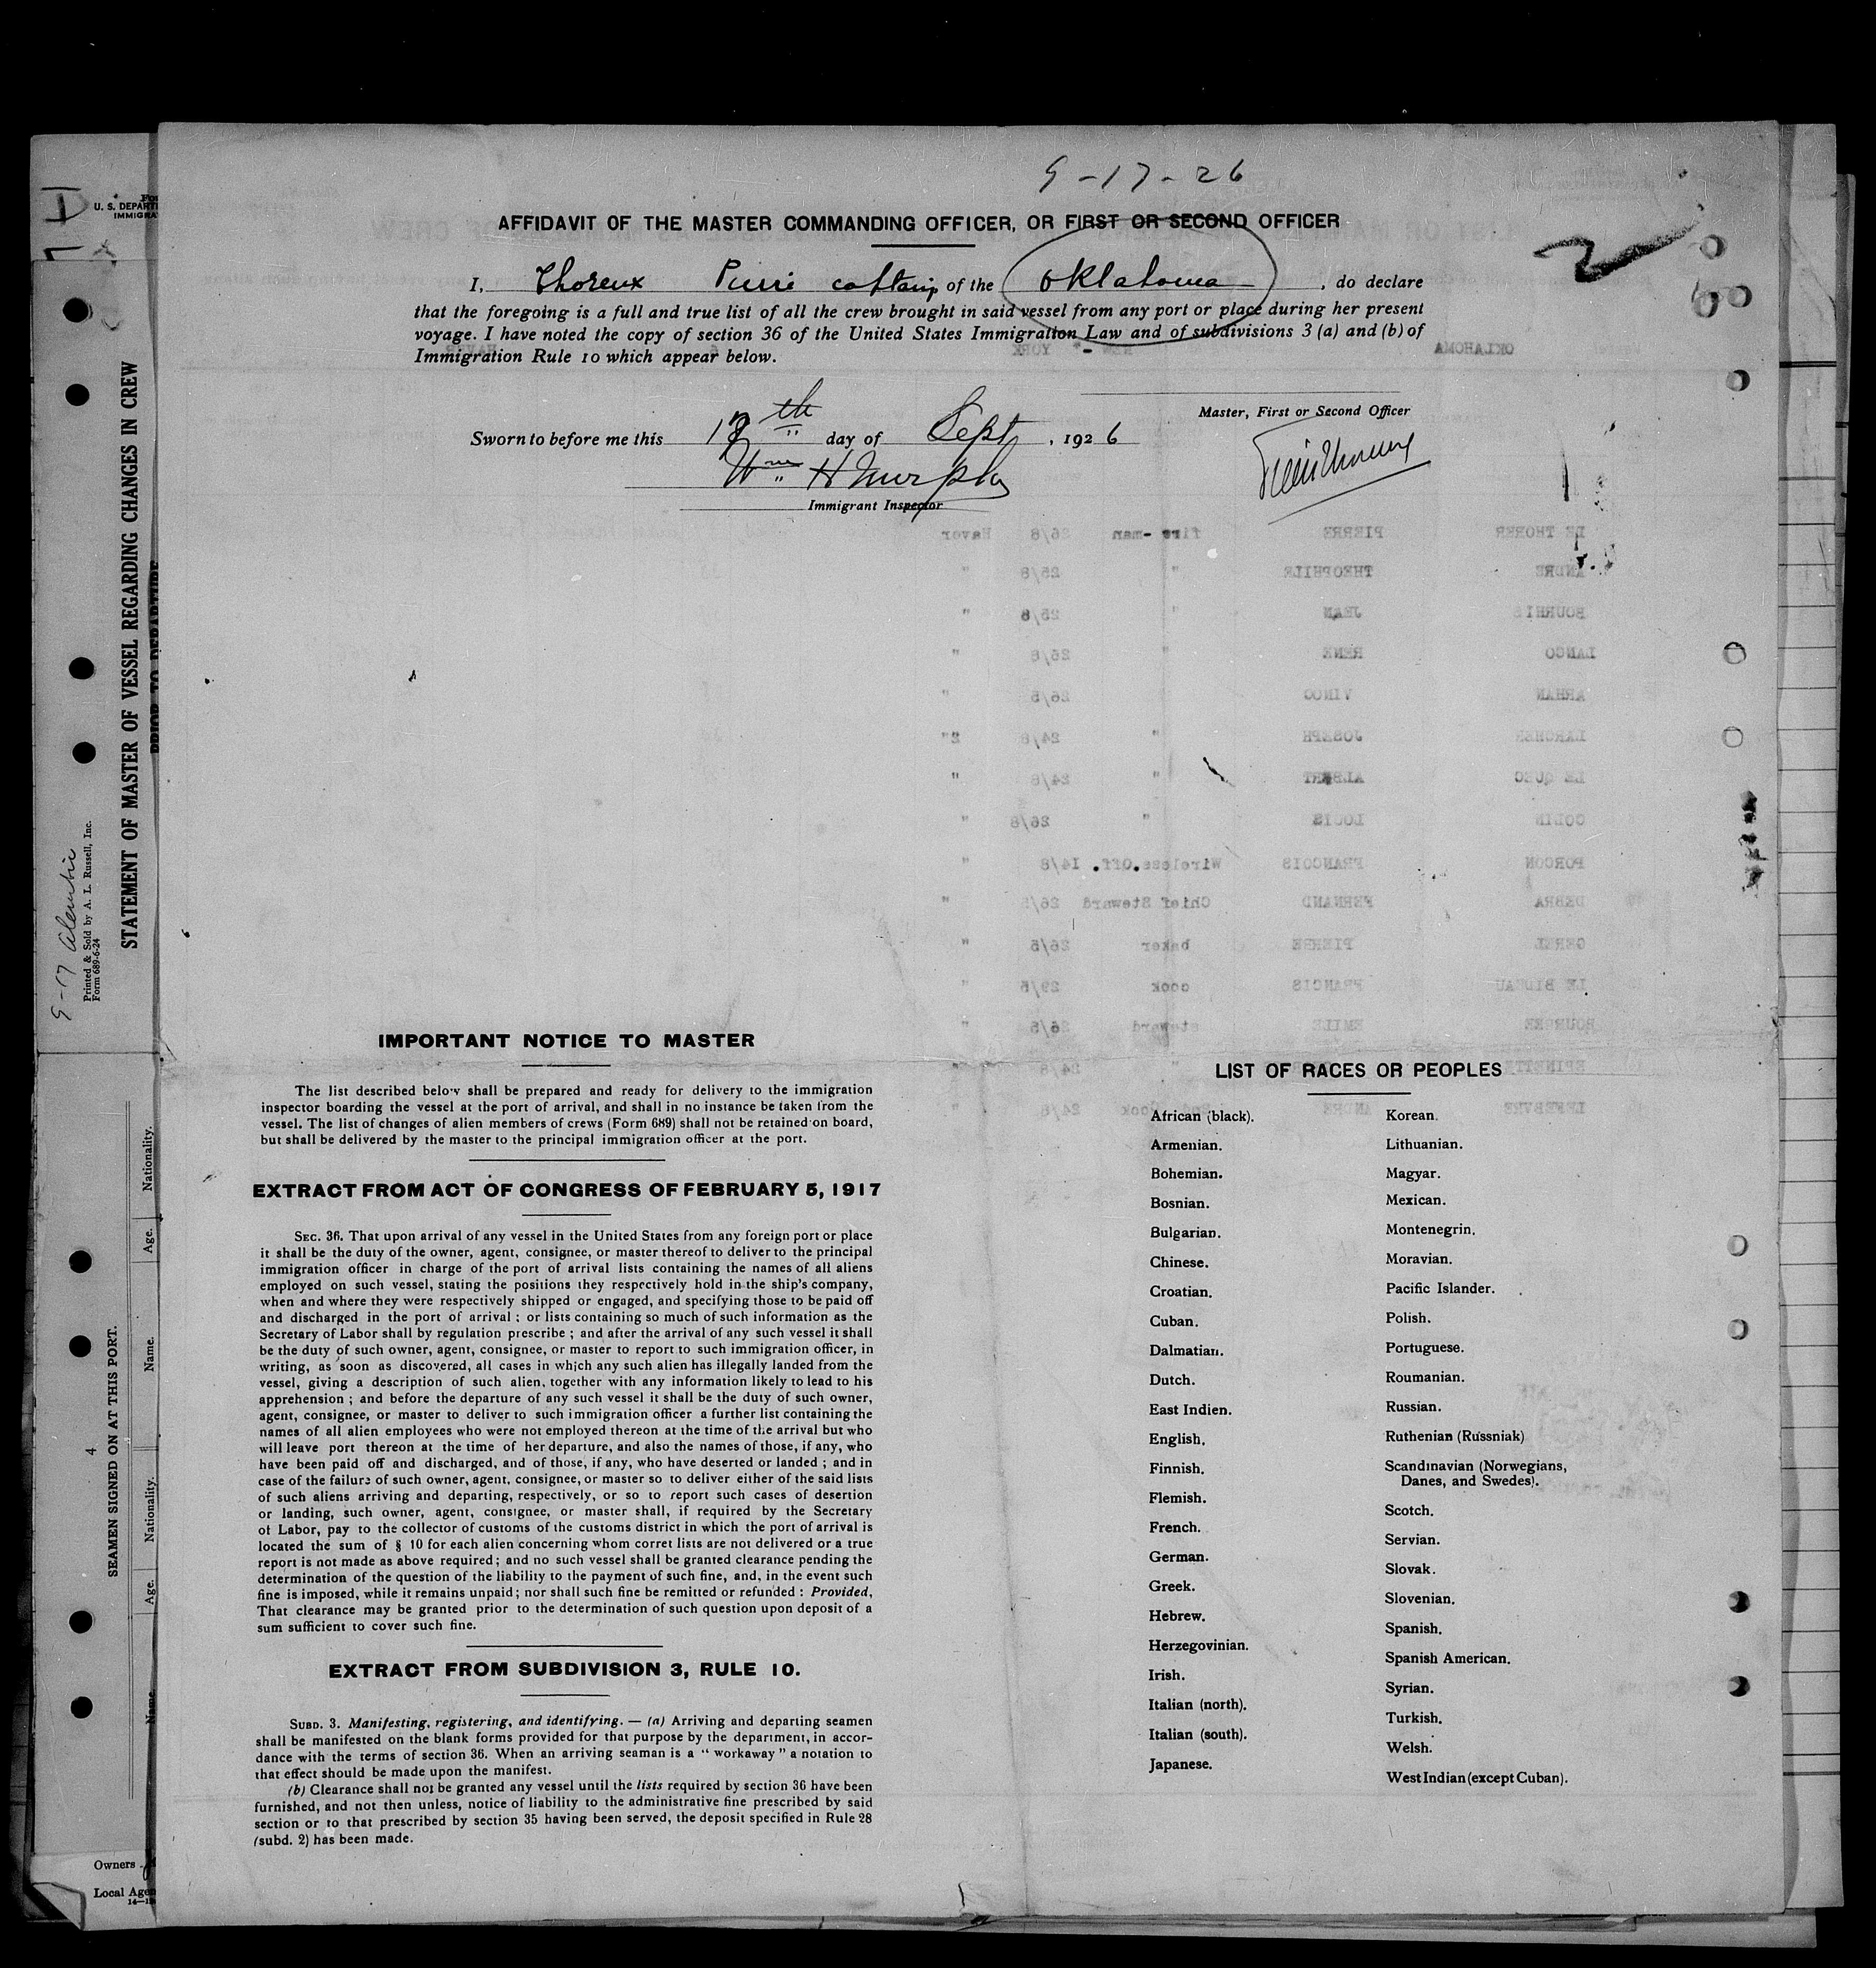 9-17-26
AFFIDAVIT OF THE MASTER COMMANDING OFFICER, OR FIRST OR SECOND OFFICER
I, Thoreux Pierre captain of the Oklahoma, do declare
that the foregoing is a full and true list of all the crew brought in said vessel from any port or place during her present
voyage. I have noted the copy of section 36 of the United States Immigration Law and of subdivisions 3 (a) and (b) of
Immigration Rule 10 which appear below.
Master, First or Second Officer
Sworn to before me this 17th day of Sept, 1926
Wm H Murphy
Immigrant Inspector
IMPORTANT NOTICE TO MASTER
The list described below shall be prepared and ready for delivery to the immigration
inspector boarding the vessel at the port of arrival, and shall in no instance be taken from the
vessel. The list of changes of alien members of crews (Form 689) shall not be retained on board,
but shall be delivered by the master to the principal immigration officer at the port.
EXTRACT FROM ACT OF CONGRESS OF FEBRUARY 5, 1917
SEC. 36. That upon arrival of any vessel in the United States from any foreign port or place
it shall be the duty of the owner, agent, consignee, or master thereof to deliver to the principal
immigration officer in charge of the port of arrival lists containing the names of all aliens
employed on such vessel, stating the positions they respectively hold in the ship's company,
when and where they were respectively shipped or engaged, and specifying those to be paid off
and discharged in the port of arrival ; or lists containing so much of such information as the
Secretary of Labor shall by regulation prescribe ; and after the arrival of any such vessel it shall
be the duty of such owner, agent, consignee, or master to report to such immigration officer, in
writing, as soon as discovered, all cases in which any such alien has illegally landed from the
vessel, giving a description of such alien, together with any information likely to lead to his
apprehension ; and before the departure of any such vessel it shall be the duty of such owner,
agent, consignee, or master to deliver to such immigration officer a further list containing the
names of all alien employees who were not employed thereon at the time of the arrival but who
will leave port thereon at the time of her departure, and also the names of those, if any, who
have been paid off and discharged, and of those, if any, who have deserted or landed ; and in
case of the failure of such owner, agent, consignee, or master so to deliver either of the said lists
of such aliens arriving and departing, respectively, or so to report such cases of desertion
or landing, such owner, agent, consignee, or master shall, if required by the Secretary
of Labor, pay to the collector of customs of the customs district in which the port of arrival is
located the sum of § 10 for each alien concerning whom corret lists are not delivered or a true
report is not made as above required ; and no such vessel shall be granted clearance pending the
determination of the question of the liability to the payment of such fine, and, in the event such
fine is imposed, while it remains unpaid ; nor shall such fine be remitted or refunded : Provided,
That clearance may be granted prior to the determination of such question upon deposit of a
sum sufficient to cover such fine.
EXTRACT FROM SUBDIVISION 3, RULE 10.
SUBD. 3. Manifesting, registering, and identifying. — (a) Arriving and departing seamen
shall be manifested on the blank forms provided for that purpose by the department, in accor-
dance with the terms of section 36. When an arriving seaman is a " workaway " a notation to
that effect should be made upon the manifest.
(b) Clearance shall not be granted any vessel until the lists required by section 36 have been
furnished, and not then unless, notice of liability to the administrative fine prescribed by said
section or to that prescribed by section 35 having been served, the deposit specified in Rule 28
(subd. 2) has been made.
LIST OF RACES OR PEOPLES
African (black).
Armenian.
Bohemian.
Bosnian.
Bulgarian.
Chinese.
Croatian.
Cuban.
Dalmatian.
Dutch.
East Indien.
English.
Finnish.
Flemish.
French.
German.
Greek.
Hebrew.
Herzegovinian.
Irish.
Italian (north).
Italian (south).
Japanese.
Korean.
Lithuanian.
Magyar.
Mexican.
Montenegrin.
Moravian.
Pacific Islander.
Polish.
Portuguese.
Roumanian.
Russian.
Ruthenian (Russniak)
Scandinavian (Norwegians,
Danes, and Swedes).
Scotch.
Servian.
Slovak.
Slovenian.
Spanish.
Spanish American.
Syrian.
Turkish.
Welsh.
West Indian (except Cuban).
STATEMENT OF MASTER OF VESSEL REGARDING CHANGES IN CREW
PRIOR TO DEPARTURE
Printed & Sold by A. L. Russell, Inc.
Form 689-6-24
9-17
SEAMEN SIGNED ON AT THIS PORT.
4
Name.
Age.
Nationality.
Name.
Age.
Nationality.
Owners
Local Agen